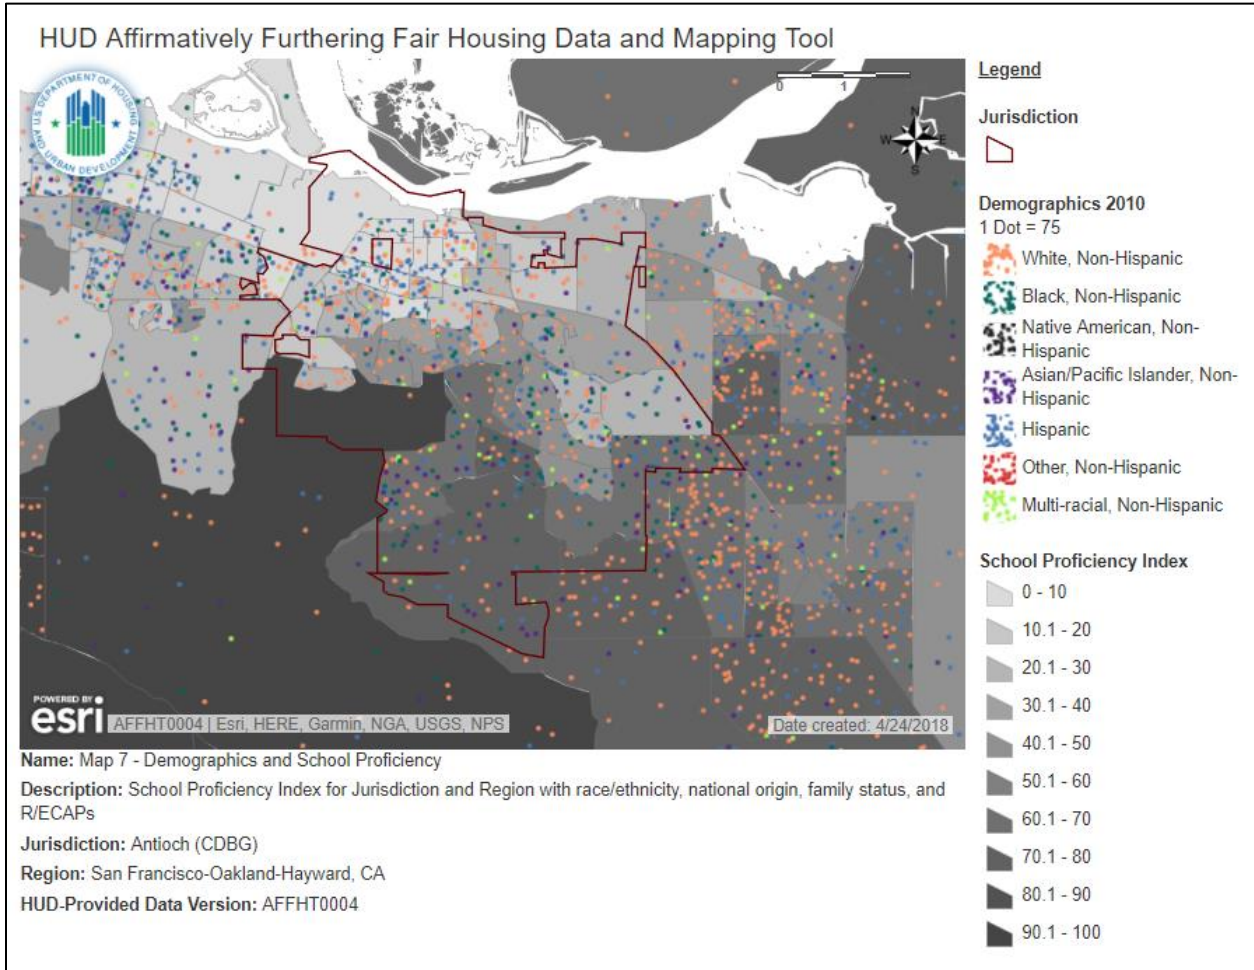 HUD Affirmatively Furthering Fair Housing Data and Mapping Tool
U.S. DEPARTMENT OF HOUSING
AND URBAN DEVELOPMENT
0 1
N
W E
S
POWERED BY
esri
AFFHT0004 | Esri, HERE, Garmin, NGA, USGS, NPS
Date created: 4/24/2018
Legend
Jurisdiction
Demographics 2010
1 Dot = 75
White, Non-Hispanic
Black, Non-Hispanic
Native American, Non-
Hispanic
Asian/Pacific Islander, Non-
Hispanic
Hispanic
Other, Non-Hispanic
Multi-racial, Non-Hispanic
School Proficiency Index
0 - 10
10.1 - 20
20.1 - 30
30.1 - 40
40.1 - 50
50.1 - 60
60.1 - 70
70.1 - 80
80.1 - 90
90.1 - 100
Name: Map 7 - Demographics and School Proficiency
Description: School Proficiency Index for Jurisdiction and Region with race/ethnicity, national origin, family status, and
R/ECAPs
Jurisdiction: Antioch (CDBG)
Region: San Francisco-Oakland-Hayward, CA
HUD-Provided Data Version: AFFHT0004